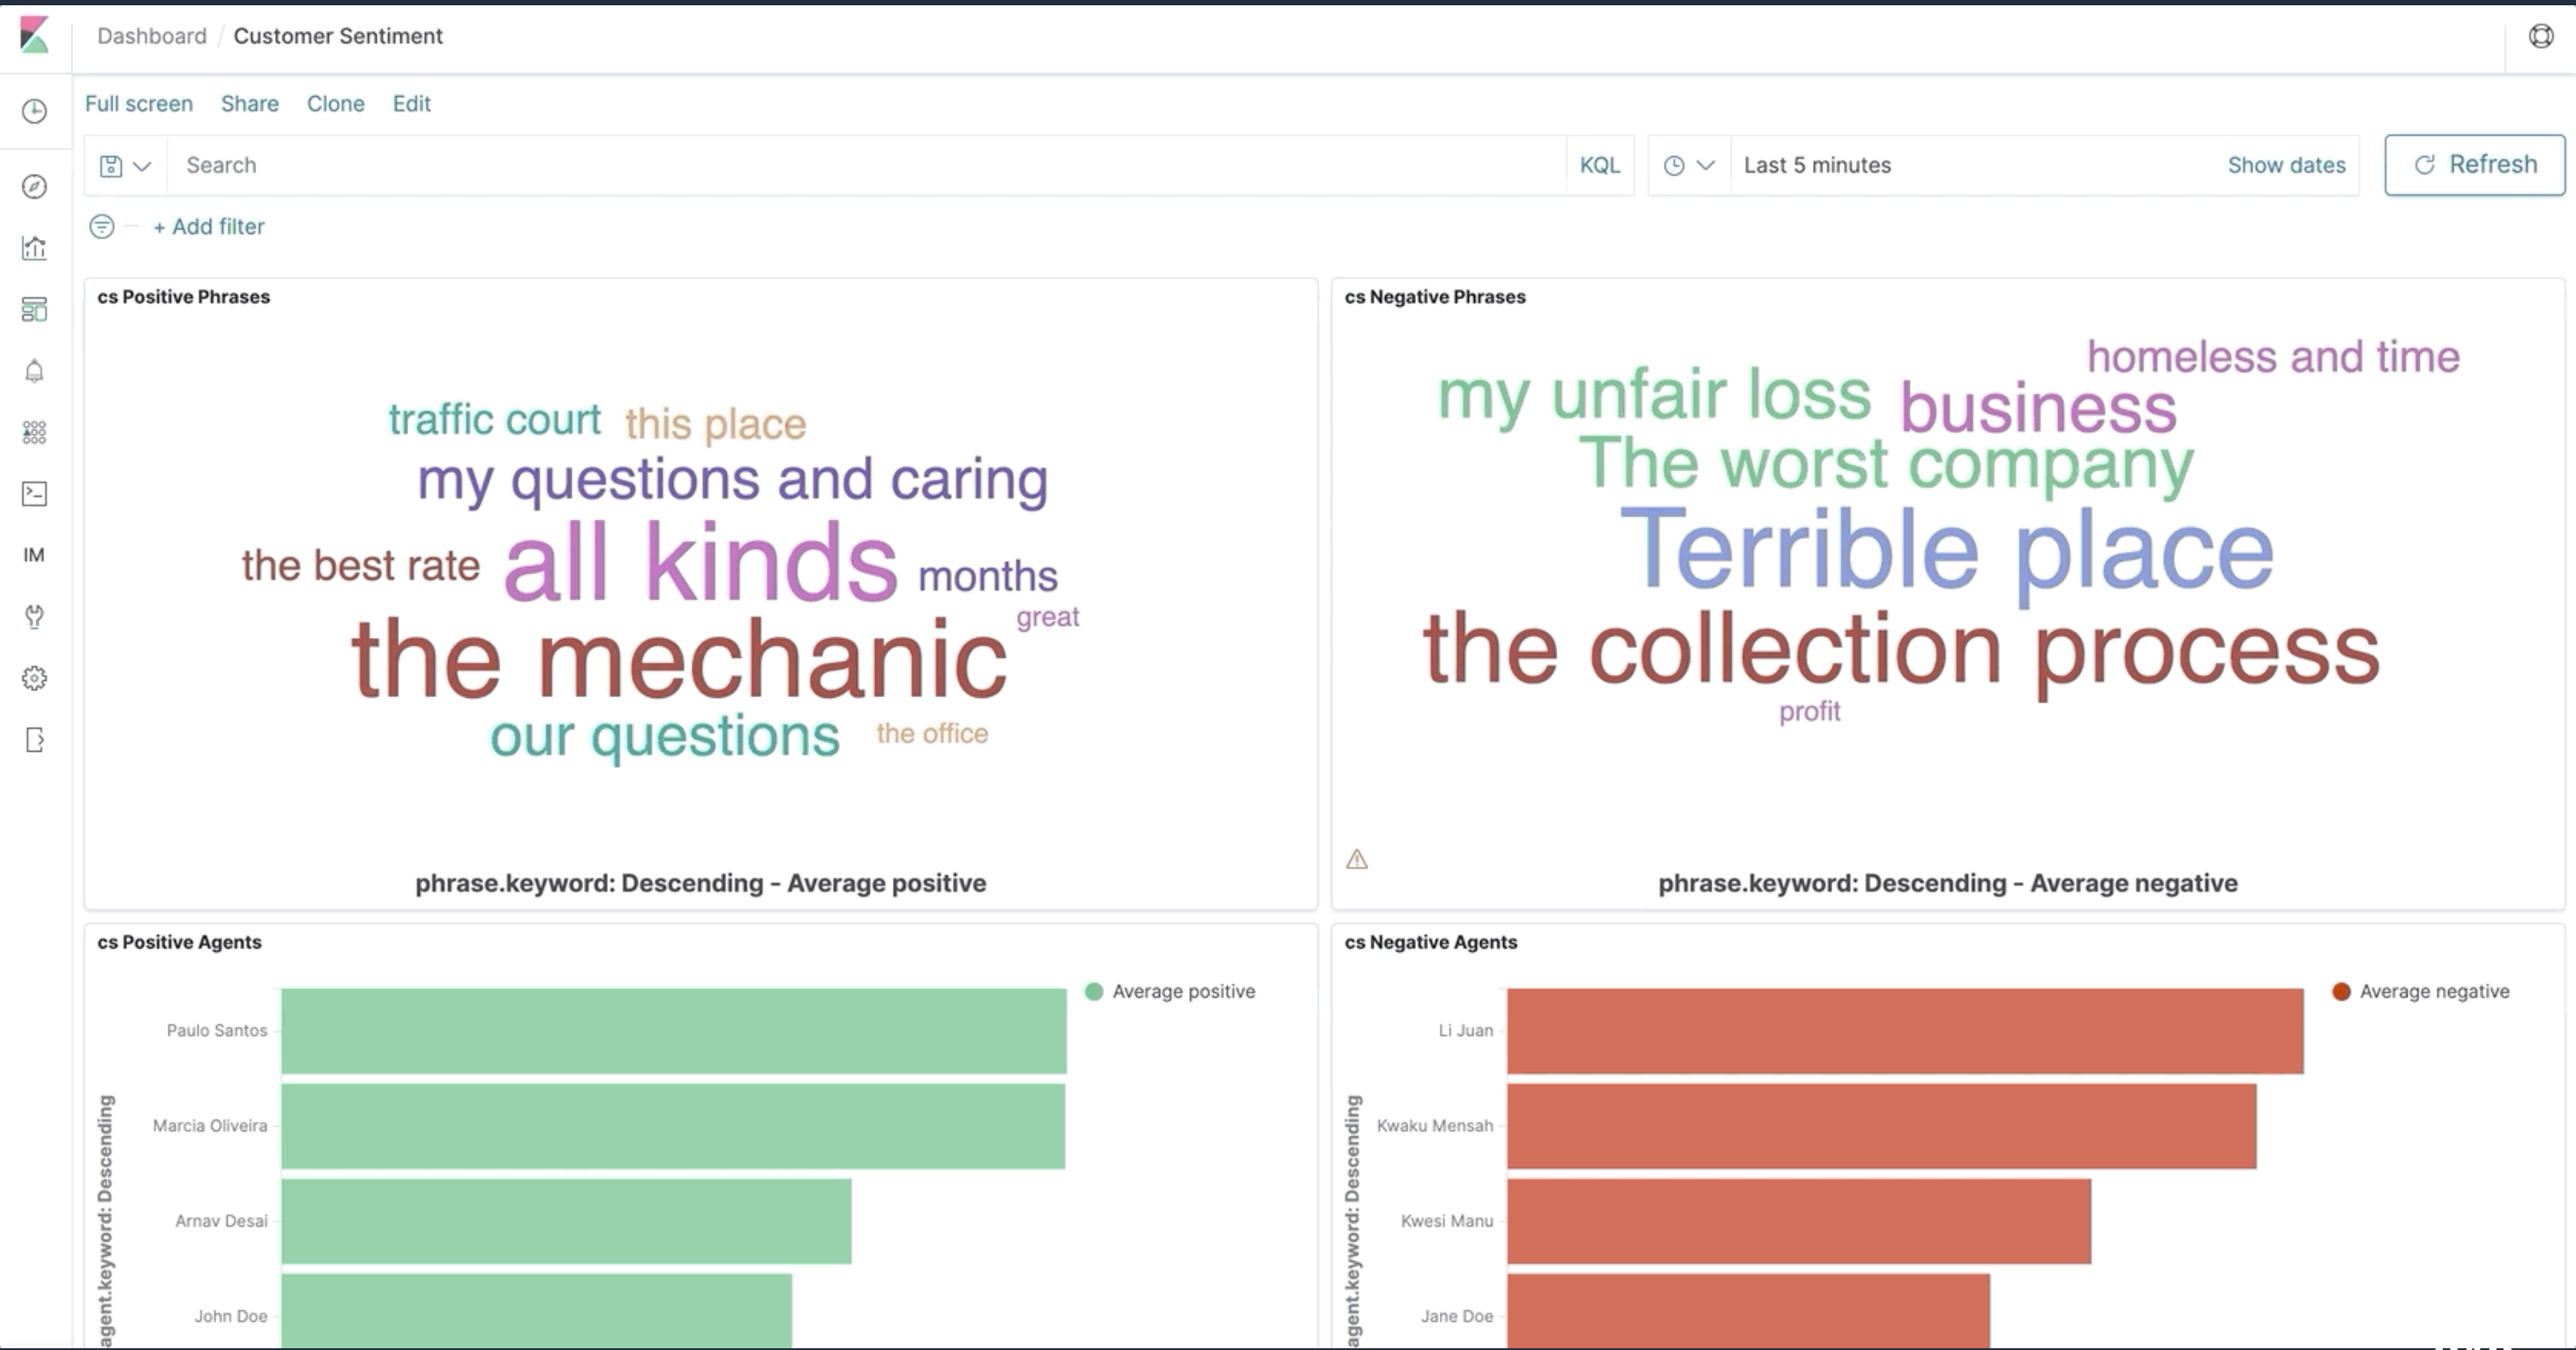 Dashboard / Customer Sentiment
Full screen Share Clone Edit
Search KQL Last 5 minutes Show dates Refresh
+ Add filter
cs Positive Phrases
traffic court this place
my questions and caring
the best rate all kinds months
great
the mechanic
our questions the office
phrase.keyword: Descending - Average positive
cs Negative Phrases
homeless and time
my unfair loss business
The worst company
Terrible place
the collection process
profit
phrase.keyword: Descending - Average negative
IM
cs Positive Agents
Average positive
Paulo Santos
Marcia Oliveira
Arnav Desai
John Doe
agent.keyword: Descending
cs Negative Agents
Average negative
Li Juan
Kwaku Mensah
Kwesi Manu
Jane Doe
agent.keyword: Descending